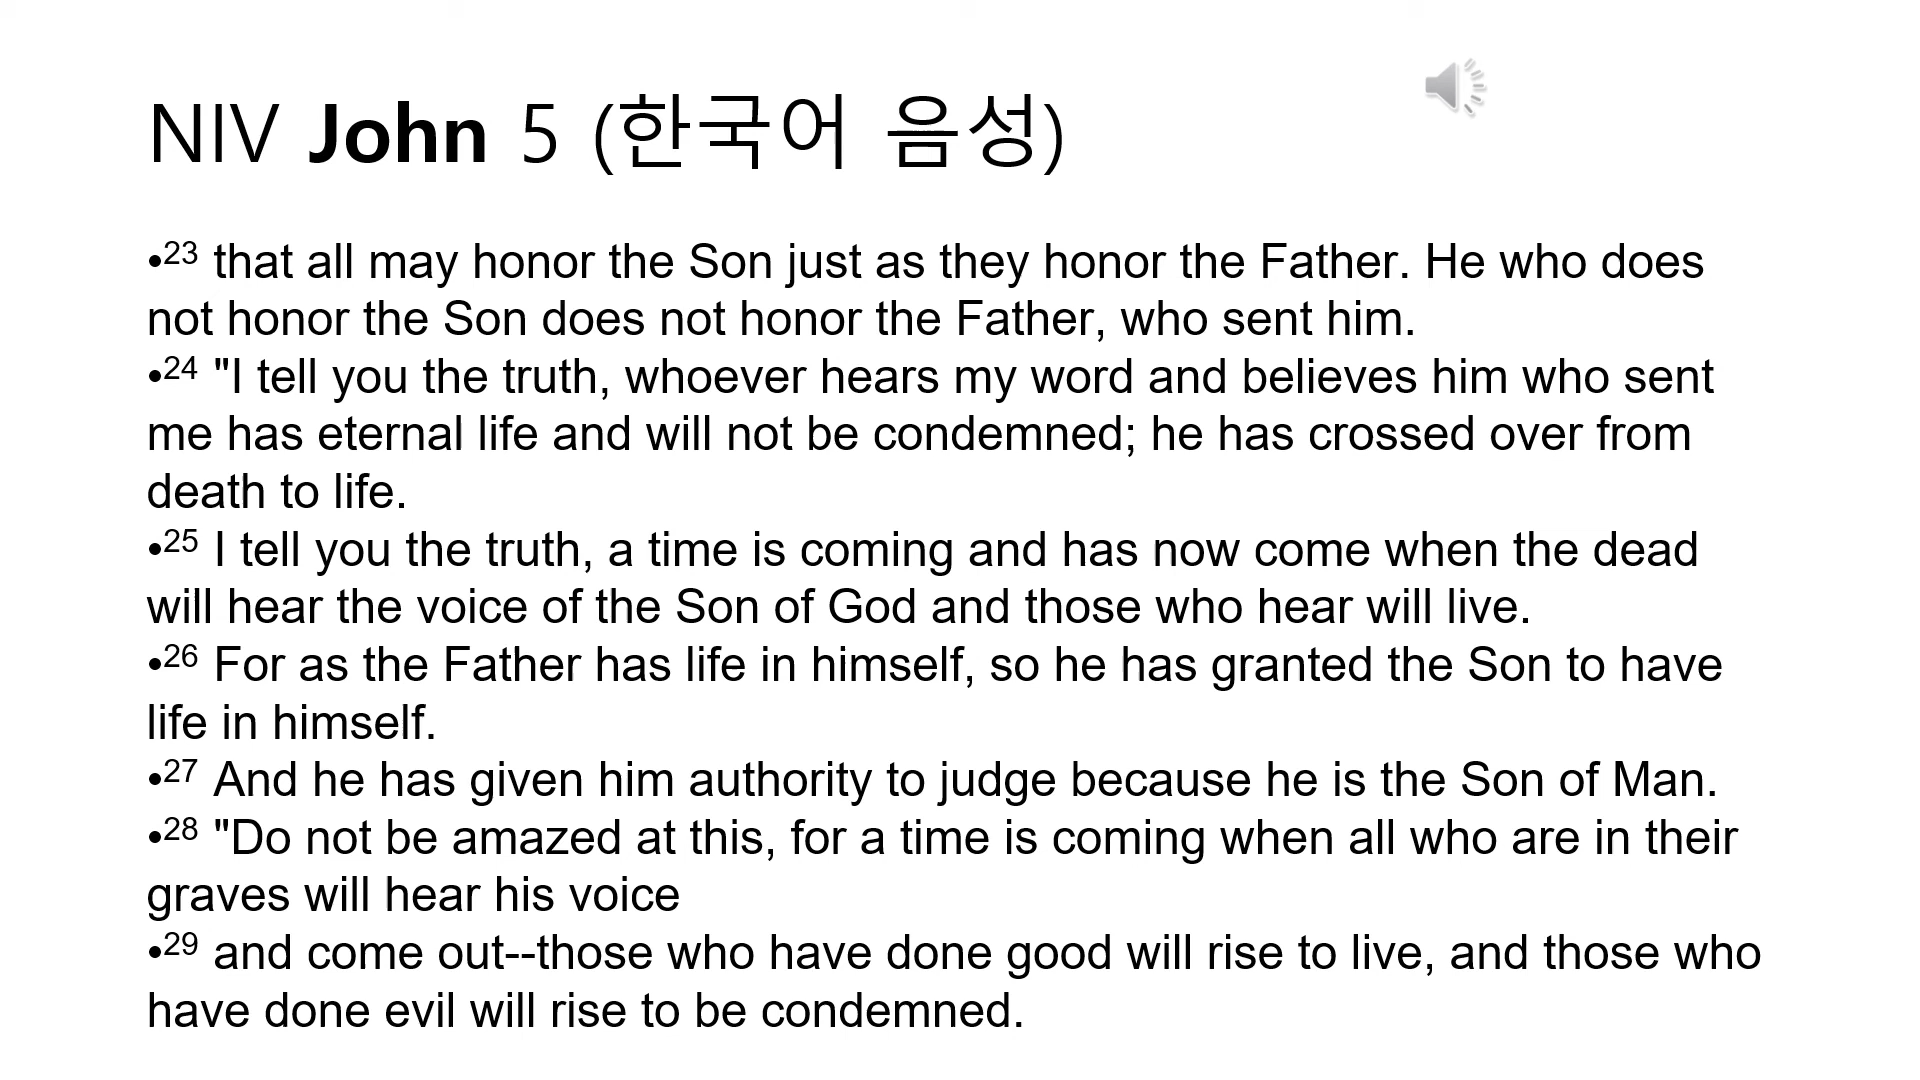 NIV John 5 (한국어 음성)
•23 that all may honor the Son just as they honor the Father. He who does
not honor the Son does not honor the Father, who sent him.
•24 "I tell you the truth, whoever hears my word and believes him who sent
me has eternal life and will not be condemned; he has crossed over from
death to life.
•25 I tell you the truth, a time is coming and has now come when the dead
will hear the voice of the Son of God and those who hear will live.
•26 For as the Father has life in himself, so he has granted the Son to have
life in himself.
•27 And he has given him authority to judge because he is the Son of Man.
•28 "Do not be amazed at this, for a time is coming when all who are in their
graves will hear his voice
•29 and come out--those who have done good will rise to live, and those who
have done evil will rise to be condemned.